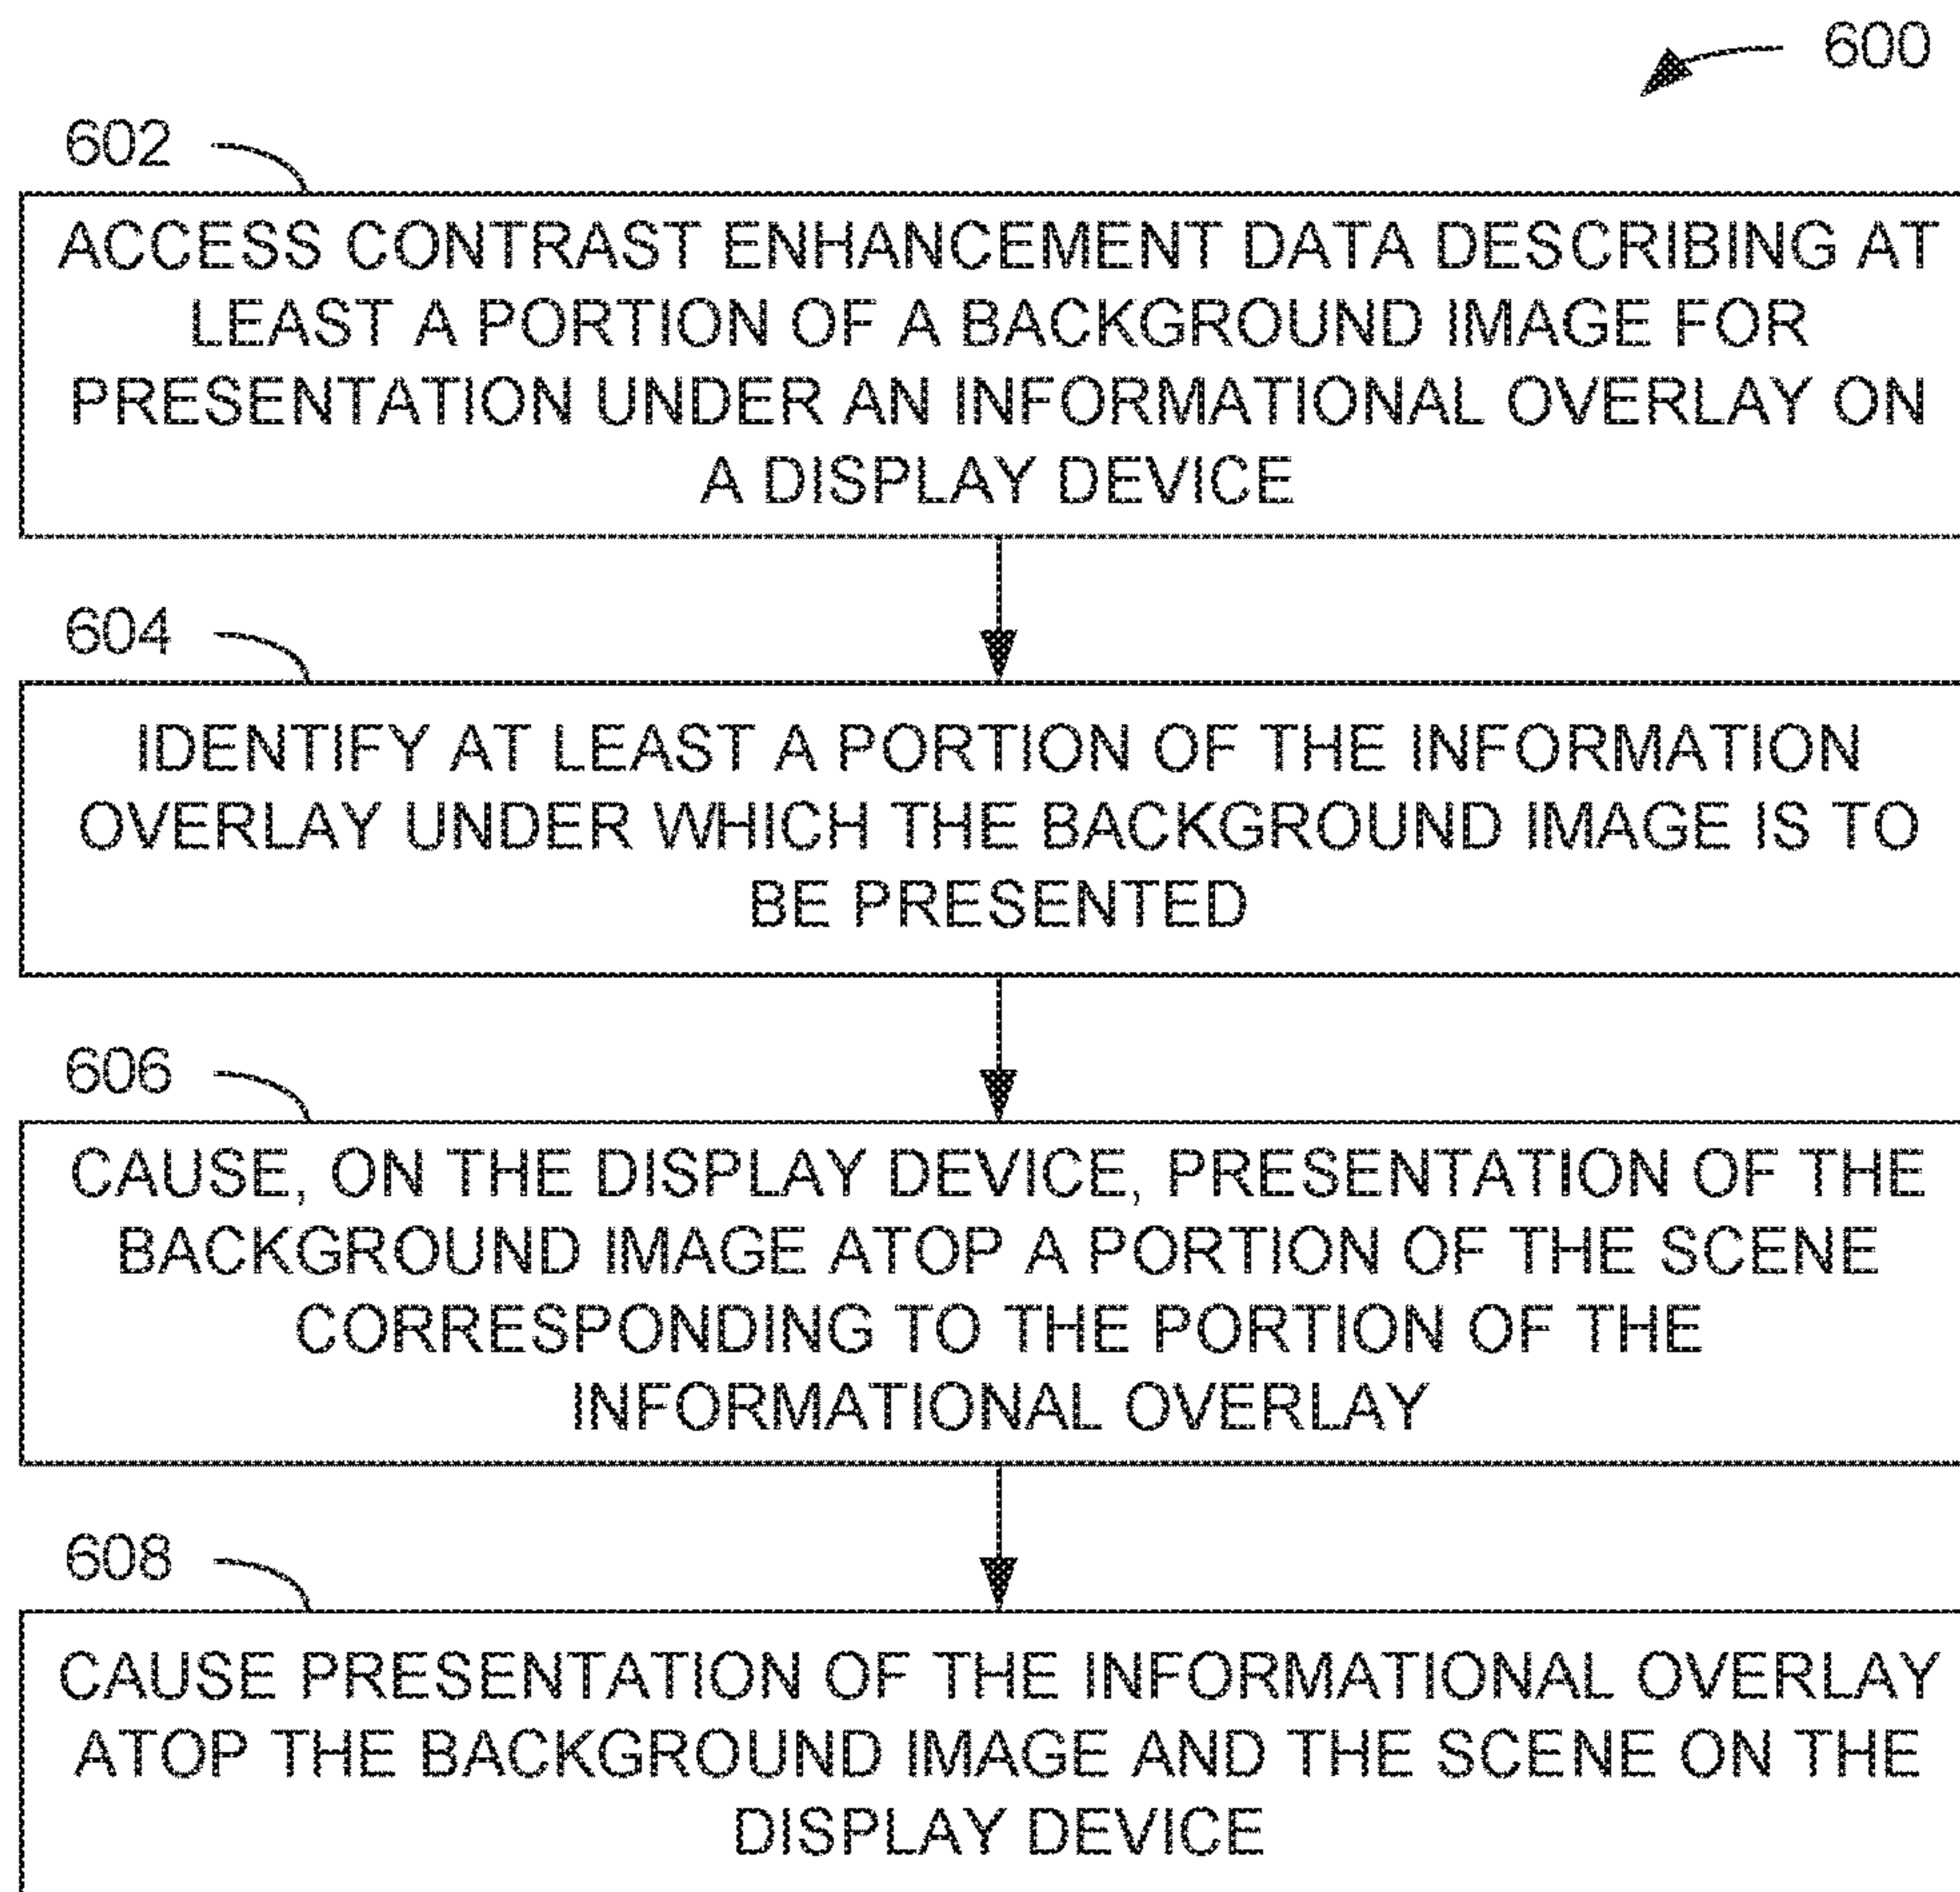 600
602
ACCESS CONTRAST ENHANCEMENT DATA DESCRIBING AT
LEAST A PORTION OF A BACKGROUND IMAGE FOR
PRESENTATION UNDER AN INFORMATIONAL OVERLAY ON
A DISPLAY DEVICE
604
IDENTIFY AT LEAST A PORTION OF THE INFORMATION
OVERLAY UNDER WHICH THE BACKGROUND IMAGE IS TO
BE PRESENTED
606
CAUSE, ON THE DISPLAY DEVICE, PRESENTATION OF THE
BACKGROUND IMAGE ATOP A PORTION OF THE SCENE
CORRESPONDING TO THE PORTION OF THE
INFORMATIONAL OVERLAY
608
CAUSE PRESENTATION OF THE INFORMATIONAL OVERLAY
ATOP THE BACKGROUND IMAGE AND THE SCENE ON THE
DISPLAY DEVICE